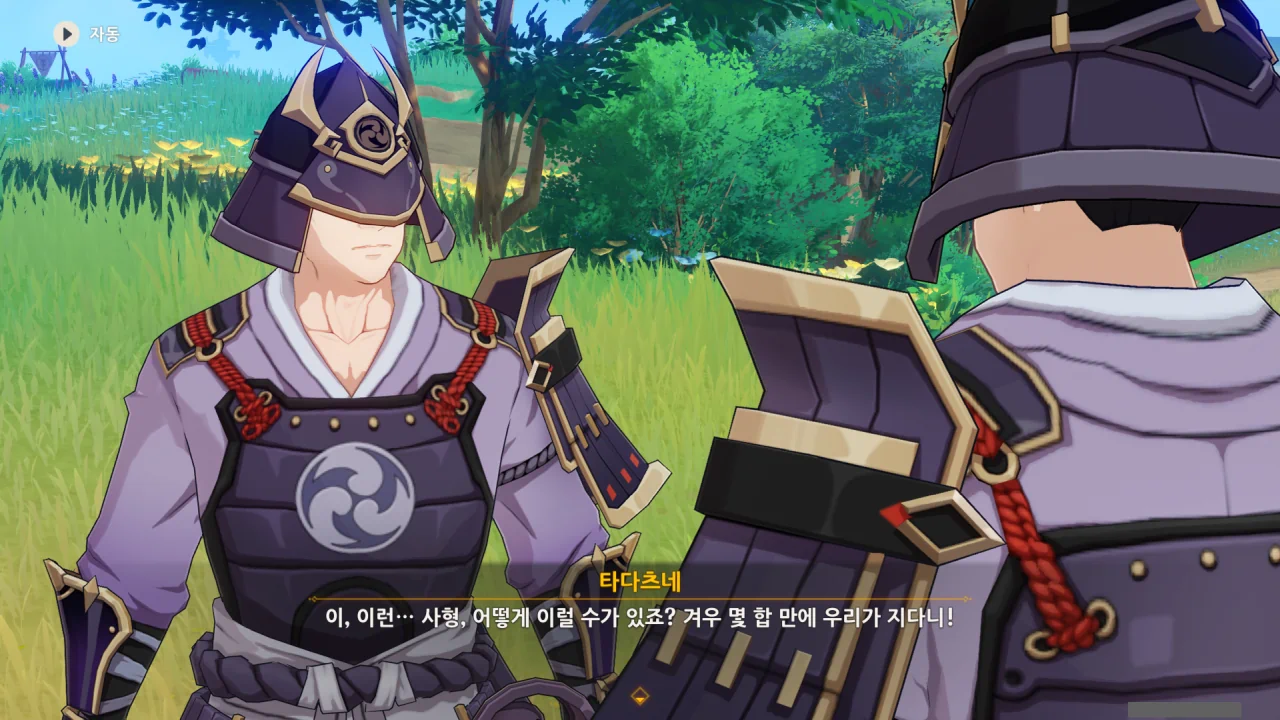 자동
타다츠네
이, 이런… 사형, 어떻게 이럴 수가 있죠? 겨우 몇 합 만에 우리가 지다니!